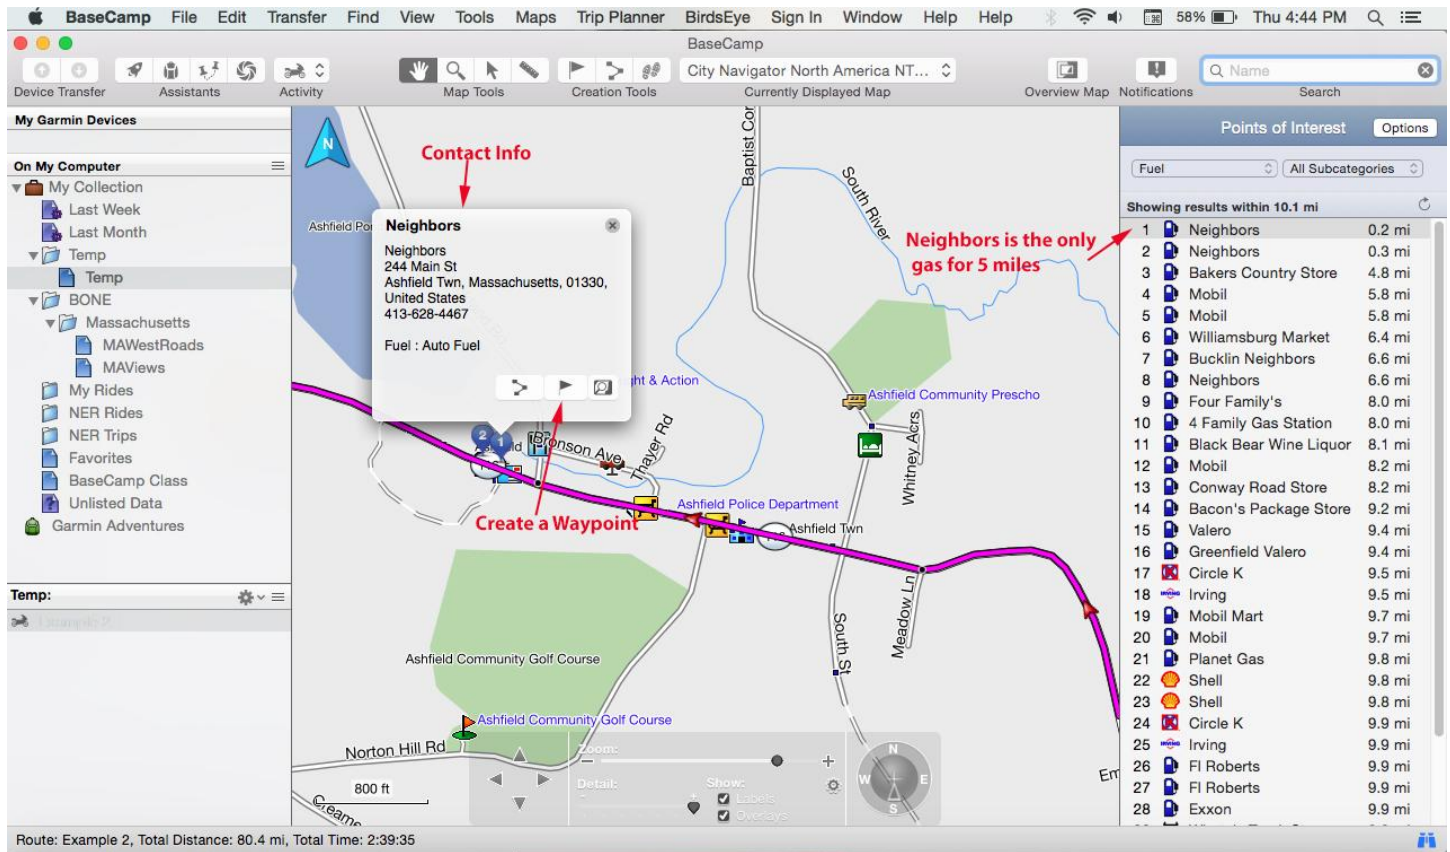 BaseCamp File Edit Transfer Find View Tools Maps Trip Planner BirdsEye Sign In Window Help Help 58% Thu 4:44 PM
BaseCamp
City Navigator North America NT...
Name
Device Transfer Assistants Activity Map Tools Creation Tools Currently Displayed Map Overview Map Notifications Search
My Garmin Devices
On My Computer
My Collection
Last Week
Last Month
Temp
Temp
BONE
Massachusetts
MAWestRoads
MAViews
My Rides
NER Rides
NER Trips
Favorites
BaseCamp Class
Unlisted Data
Garmin Adventures
Temp:
Example 2
N
Contact Info
Baptist Cor
South River
Ashfield Po
Neighbors
Neighbors
244 Main St
Ashfield Twn, Massachusetts, 01330,
United States
413-628-4467
Fuel : Auto Fuel
Neighbors is the only
gas for 5 miles
ght & Action
Ashfield Community Prescho
2 1
Bronson Ave
Thayer Rd
Whitney Acrs
Ashfield Police Department
Create a Waypoint
Ashfield Twn
Meadow Ln
South St
Ashfield Community Golf Course
Ashfield Community Golf Course
Norton Hill Rd
800 ft
Creame
Zoom:
Detail:
Show:
Labels
Overlays
N
W E
S
Em
Points of Interest Options
Fuel All Subcategories
Showing results within 10.1 mi
1 Neighbors 0.2 mi
2 Neighbors 0.3 mi
3 Bakers Country Store 4.8 mi
4 Mobil 5.8 mi
5 Mobil 5.8 mi
6 Williamsburg Market 6.4 mi
7 Bucklin Neighbors 6.6 mi
8 Neighbors 6.6 mi
9 Four Family's 8.0 mi
10 4 Family Gas Station 8.0 mi
11 Black Bear Wine Liquor 8.1 mi
12 Mobil 8.2 mi
13 Conway Road Store 8.2 mi
14 Bacon's Package Store 9.2 mi
15 Valero 9.4 mi
16 Greenfield Valero 9.4 mi
17 Circle K 9.5 mi
18 Irving 9.5 mi
19 Mobil Mart 9.7 mi
20 Mobil 9.7 mi
21 Planet Gas 9.8 mi
22 Shell 9.8 mi
23 Shell 9.8 mi
24 Circle K 9.9 mi
25 Irving 9.9 mi
26 Fl Roberts 9.9 mi
27 Fl Roberts 9.9 mi
28 Exxon 9.9 mi
Route: Example 2, Total Distance: 80.4 mi, Total Time: 2:39:35